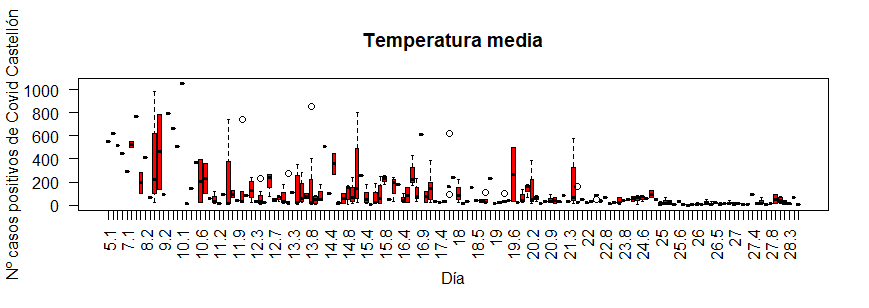 Temperatura media
Nº casos positivos de Covid Castellón
1000
800
600
400
200
0
5.1 7.1 8.2 9.2 10.1 10.6 11.2 11.9 12.3 12.7 13.3 13.8 14.4 14.8 15.4 15.8 16.4 16.9 17.4 18 18.5 19 19.6 20.2 20.9 21.3 22 22.8 23.8 24.6 25 25.6 26 26.5 27 27.4 27.8 28.3
Día